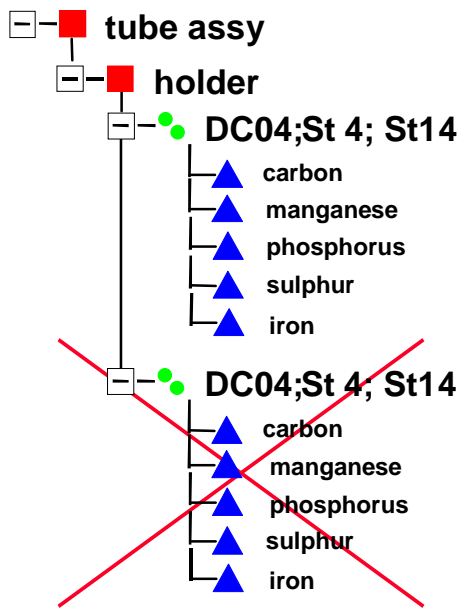 tube assy
holder
DC04;St 4; St14
carbon
manganese
phosphorus
sulphur
iron
DC04;St 4; St14
carbon
manganese
phosphorus
sulphur
iron